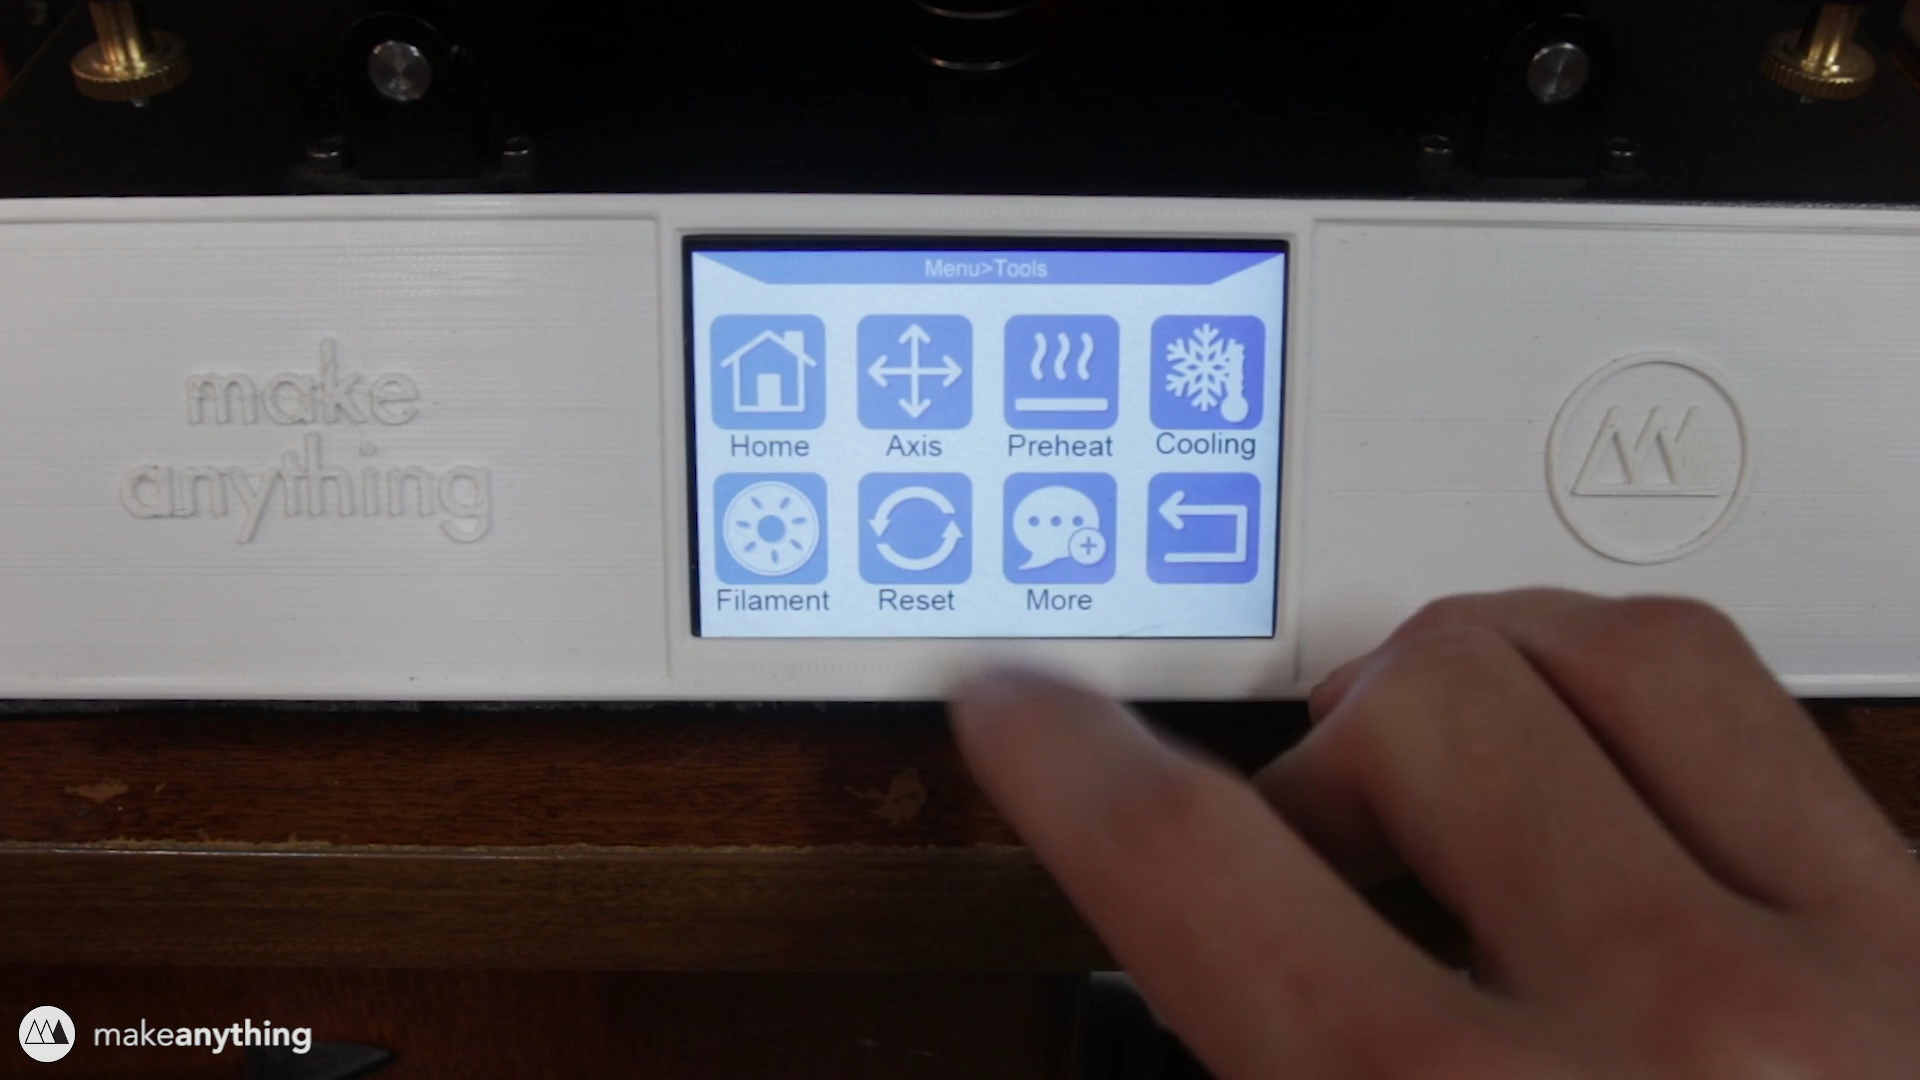 Menu>Tools
Home Axis Preheat Cooling
Filament Reset More
make
anything
makeanything